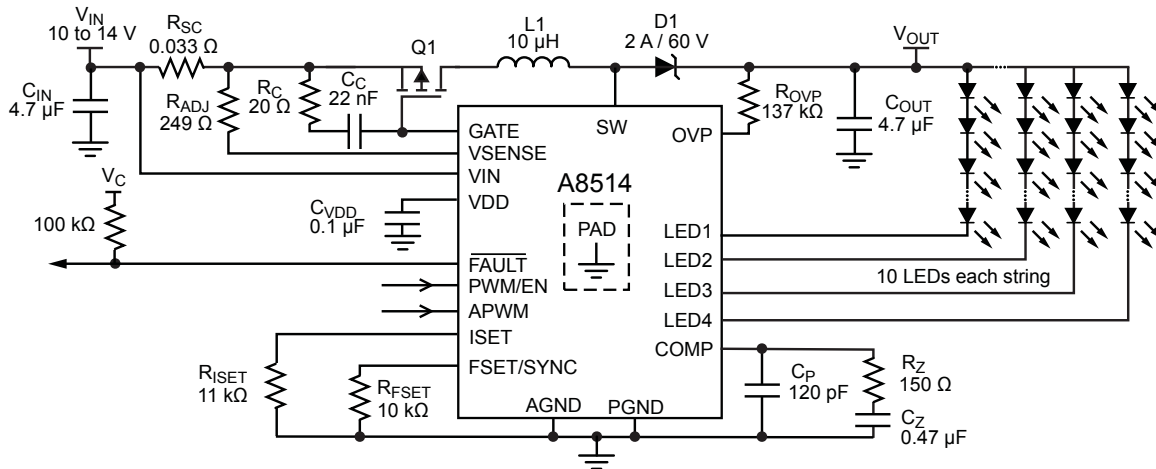 VIN
10 to 14 V
RSC
0.033 Ω
Q1
L1
10 µH
D1
2 A / 60 V
VOUT
CIN
4.7 µF
RADJ
249 Ω
RC
20 Ω
CC
22 nF
ROVP
137 kΩ
COUT
4.7 µF
GATE
VSENSE
VIN
VDD
SW
OVP
A8514
PAD
VC
100 kΩ
CVDD
0.1 µF
FAULT
PWM/EN
APWM
ISET
FSET/SYNC
LED1
LED2
LED3
LED4
COMP
10 LEDs each string
RISET
11 kΩ
RFSET
10 kΩ
AGND
PGND
CP
120 pF
RZ
150 Ω
CZ
0.47 µF